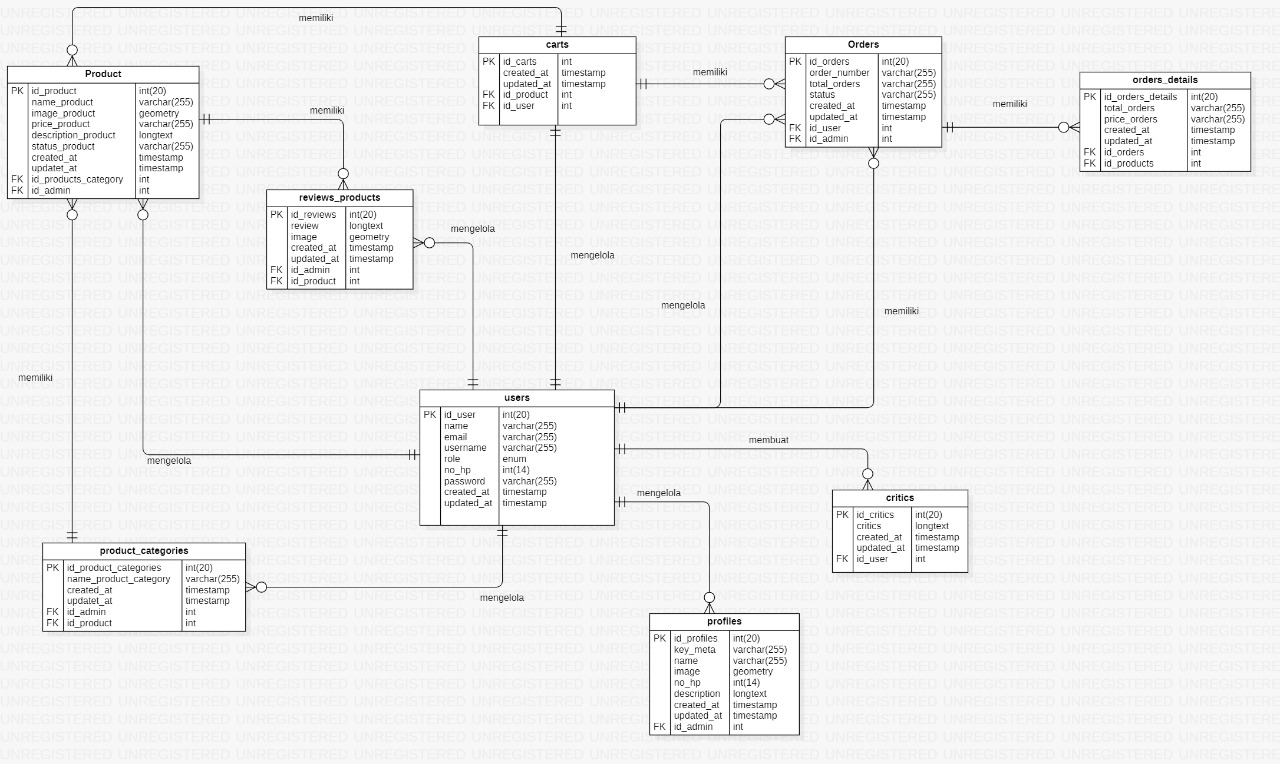 memiliki
carts
PK id_carts int
created_at timestamp
updated_at timestamp
FK id_product int
FK id_user int
Orders
PK id_orders int(20)
order_number varchar(255)
total_orders varchar(255)
status varchar(255)
created_at timestamp
updated_at timestamp
FK id_user int
FK id_admin int
orders_details
PK id_orders_details int(20)
total_orders varchar(255)
price_orders varchar(255)
created_at timestamp
updated_at timestamp
FK id_orders int
FK id_products int
Product
PK id_product int(20)
name_product varchar(255)
image_product geometry
price_product varchar(255)
description_product longtext
status_product varchar(255)
created_at timestamp
updatet_at timestamp
FK id_products_category int
FK id_admin int
memiliki
memiliki
memiliki
reviews_products
PK id_reviews int(20)
review longtext
image geometry
created_at timestamp
updated_at timestamp
FK id_admin int
FK id_product int
mengelola
mengelola
mengelola
memiliki
memiliki
mengelola
users
PK id_user int(20)
name varchar(255)
email varchar(255)
username varchar(255)
role enum
no_hp int(14)
password varchar(255)
created_at timestamp
updated_at timestamp
membuat
mengelola
critics
PK id_critics int(20)
critics longtext
created_at timestamp
updated_at timestamp
FK id_user int
product_categories
PK id_product_categories int(20)
name_product_category varchar(255)
created_at timestamp
updatet_at timestamp
FK id_admin int
FK id_product int
mengelola
profiles
PK id_profiles int(20)
key_meta varchar(255)
name varchar(255)
image geometry
no_hp int(14)
description longtext
created_at timestamp
updated_at timestamp
FK id_admin int